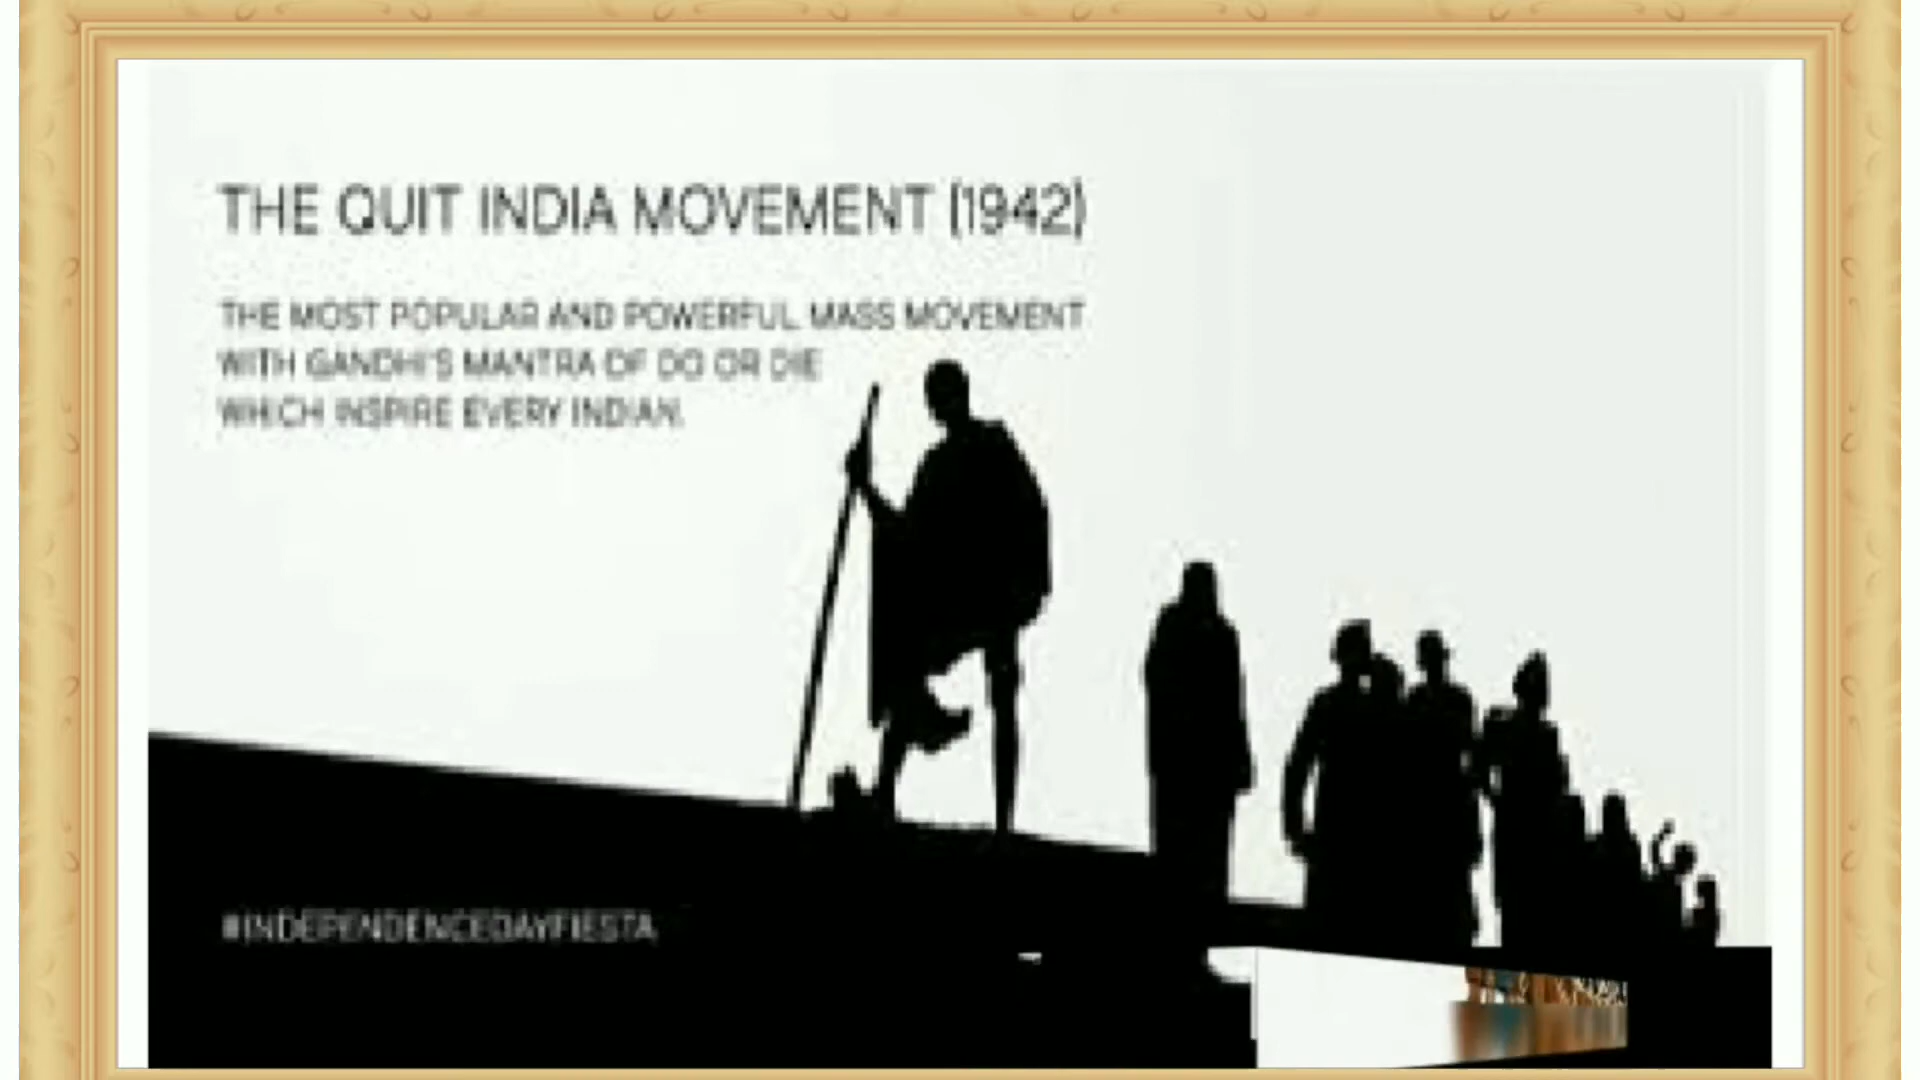 THE QUIT INDIA MOVEMENT (1942)
THE MOST POPULAR AND POWERFUL MASS MOVEMENT
WITH GANDHI'S MANTRA OF DO OR DIE
WHICH INSPIRE EVERY INDIAN.
#INDEPENDENCEDAYFIESTA